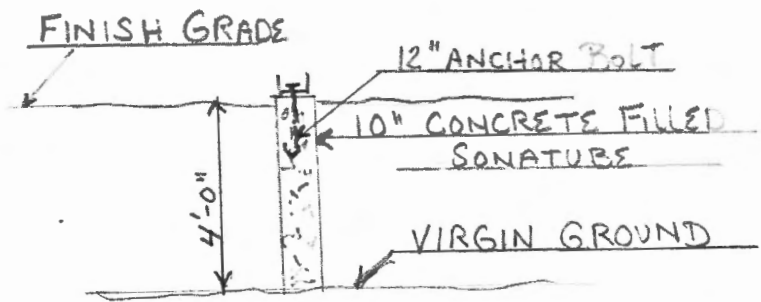 FINISH GRADE
12" ANCHOR BOLT
10" CONCRETE FILLED
SONATUBE
4'-0"
VIRGIN GROUND